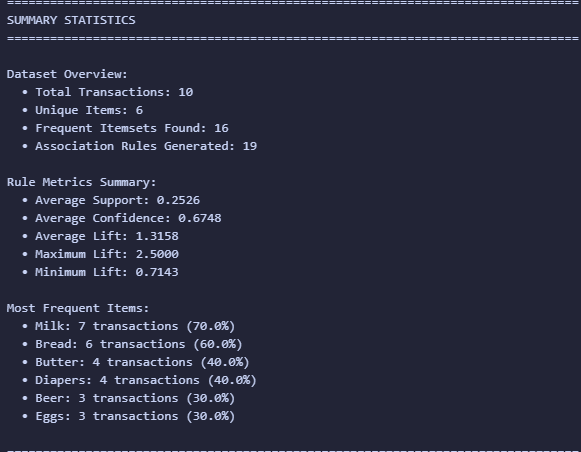 ================================================================================
SUMMARY STATISTICS
================================================================================
Dataset Overview:
• Total Transactions: 10
• Unique Items: 6
• Frequent Itemsets Found: 16
• Association Rules Generated: 19
Rule Metrics Summary:
• Average Support: 0.2526
• Average Confidence: 0.6748
• Average Lift: 1.3158
• Maximum Lift: 2.5000
• Minimum Lift: 0.7143
Most Frequent Items:
• Milk: 7 transactions (70.0%)
• Bread: 6 transactions (60.0%)
• Butter: 4 transactions (40.0%)
• Diapers: 4 transactions (40.0%)
• Beer: 3 transactions (30.0%)
• Eggs: 3 transactions (30.0%)
================================================================================